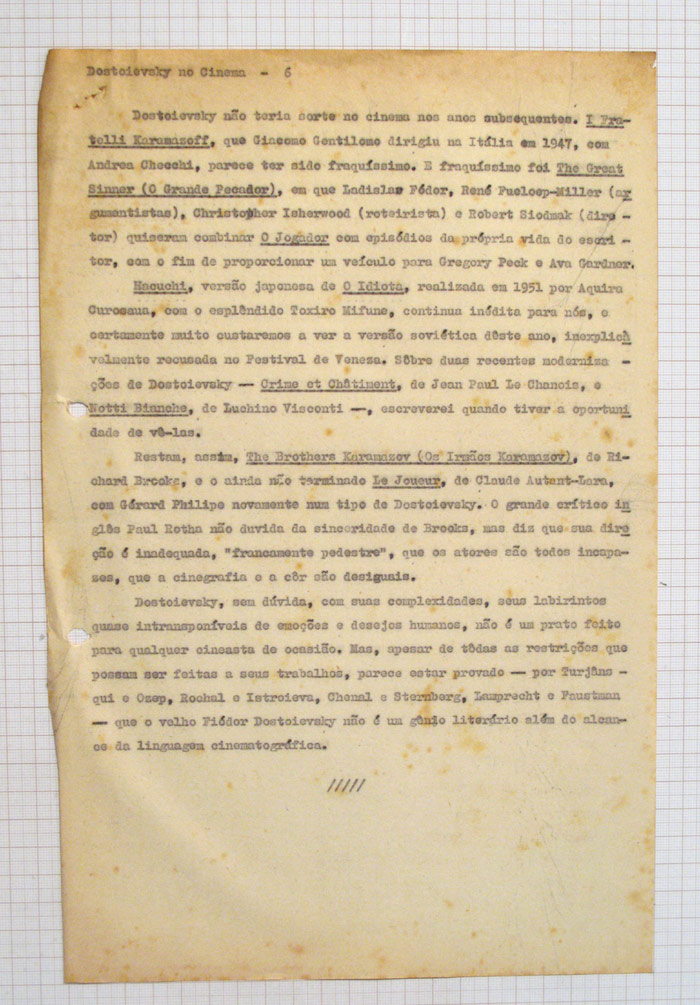 Dostoievsky no Cinema - 6
Dostoievsky não teria sorte no cinema nos anos subsequentes. I Fra-
telli Karamazoff, que Giacomo Gentilomo dirigiu na Itália em 1947, com
Andrea Checchi, parece ter sido fraquíssimo. E fraquíssimo foi The Great
Sinner (O Grande Pecador), em que Ladislas Fódor, René Fueloep-Miller (ar
gumentistas), Christopher Isherwood (roteirista) e Robert Siodmak (dire -
tor) quiseram combinar O Jogador com episódios da própria vida do escri -
tor, com o fim de proporcionar um veículo para Gregory Peck e Ava Gardner.
Hacuchi, versão japonesa de O Idiota, realizada em 1951 por Aquira
Curosaua, com o esplêndido Toxiro Mifune, continua inédita para nós, e
certamente muito custaremos a ver a versão soviética dêste ano, inexplicà
velmente recusada no Festival de Veneza. Sôbre duas recentes moderniza -
ções de Dostoievsky — Crime et Châtiment, de Jean Paul Le Chanois, e
Notti Bianche, de Luchino Visconti —, escreverei quando tiver a oportuni
dade de vê-las.
Restam, assim, The Brothers Karamazov (Os Irmãos Karamazov), de Ri-
chard Brooks, e o ainda não terminado Le Joueur, de Claude Autant-Lara,
com Gérard Philipe novamente num tipo de Dostoievsky. O grande crítico in
glês Paul Rotha não duvida da sinceridade de Brooks, mas diz que sua dire
ção é inadequada, "francamente pedestre", que os atores são todos incapa-
zes, que a cinegrafia e a côr são desiguais.
Dostoievsky, sem dúvida, com suas complexidades, seus labirintos
quase intransponíveis de emoções e desejos humanos, não é um prato feito
para qualquer cineasta de ocasião. Mas, apesar de tôdas as restrições que
possam ser feitas a seus trabalhos, parece estar provado — por Turjâns -
qui e Ozep, Rochal e Istroieva, Chenal e Sternberg, Lamprecht e Faustman
— que o velho Fiódor Dostoievsky não é um gênio literário além do alcan-
ce da linguagem cinematográfica.
/////